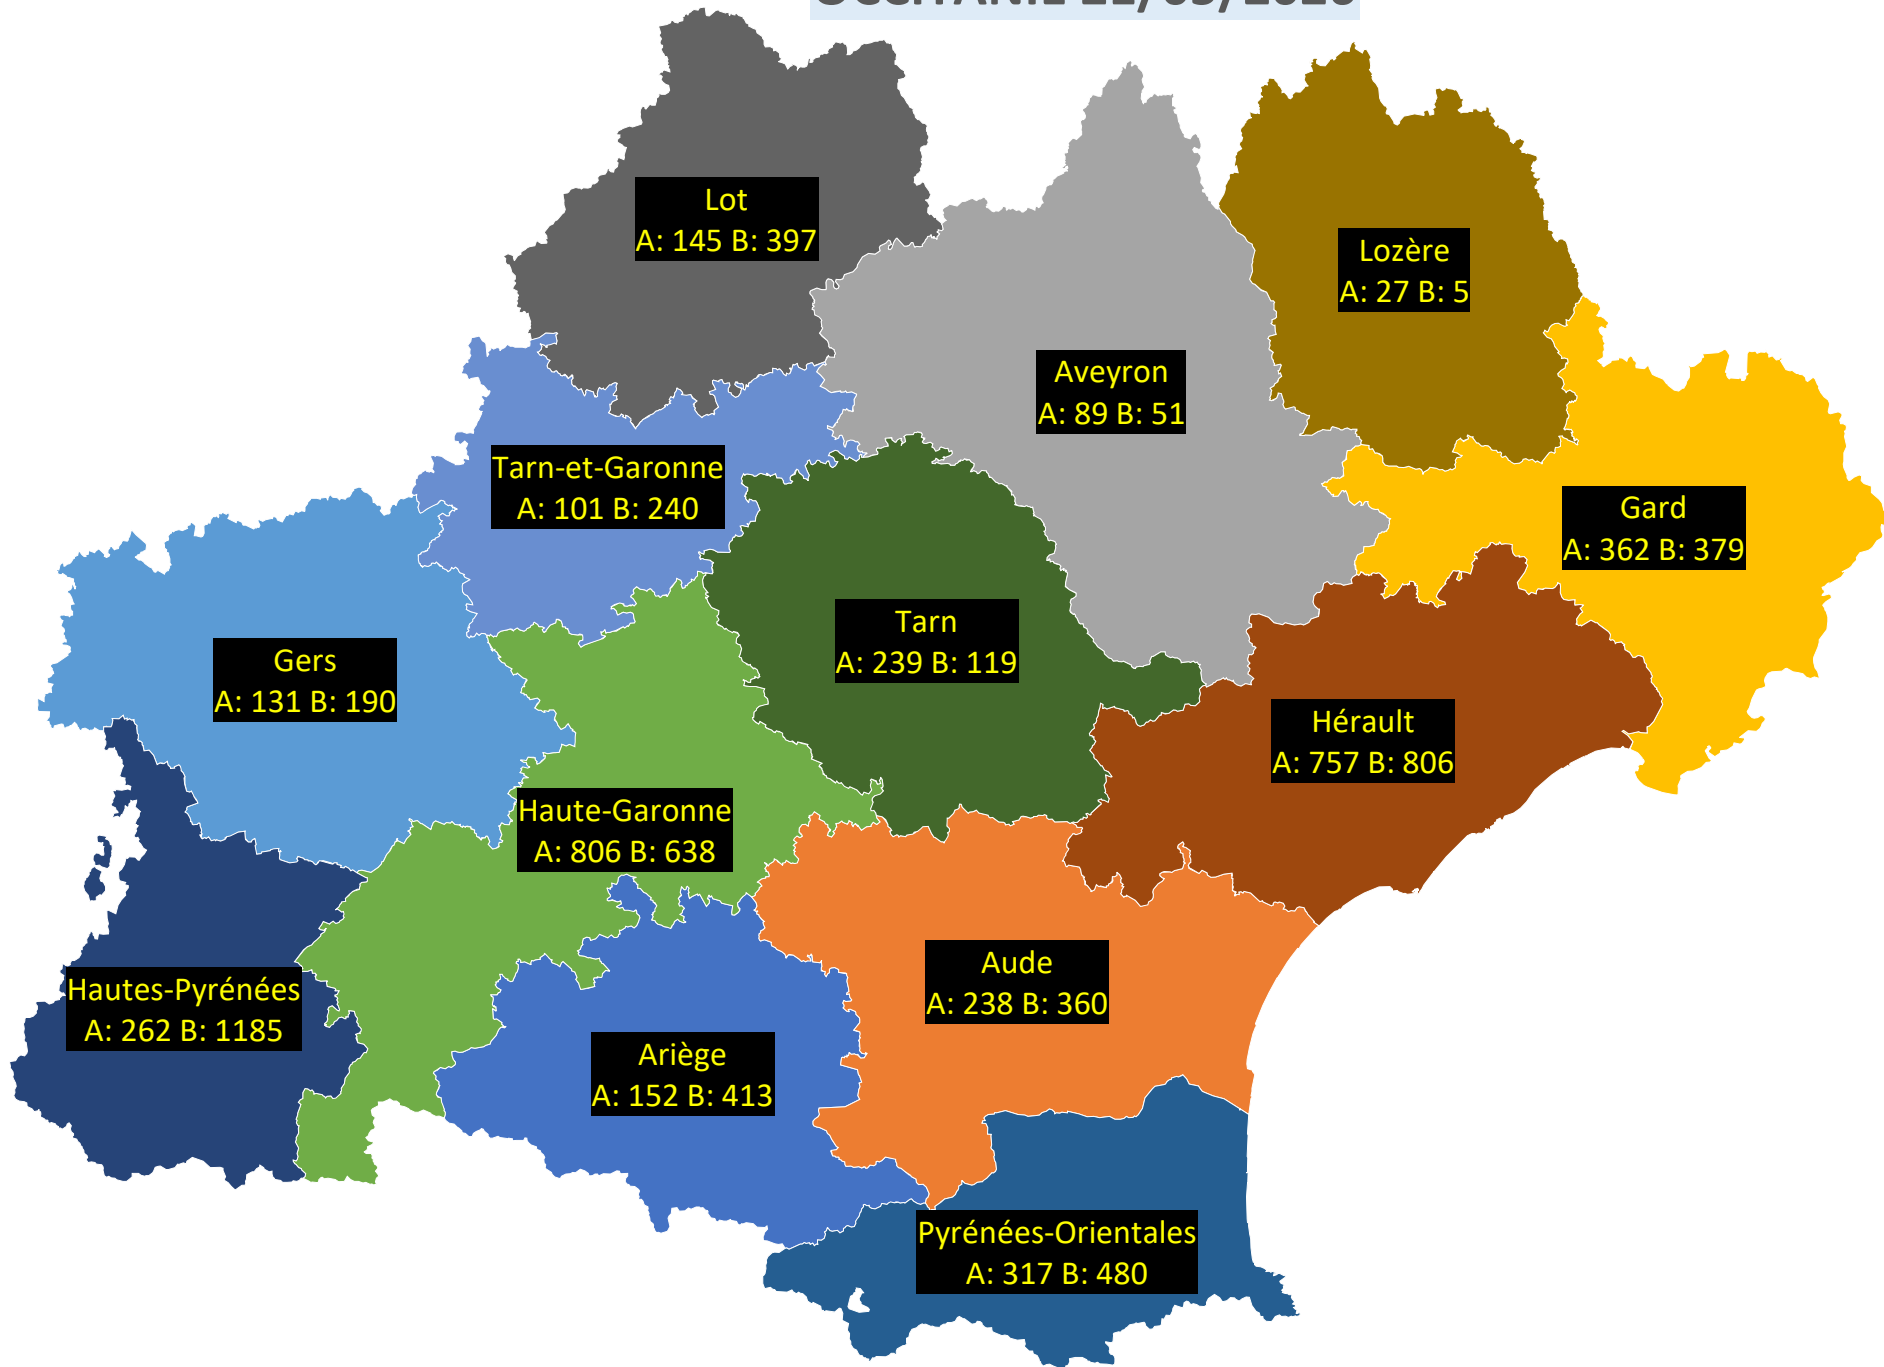 OCCITANIE
Lot
A: 145 B: 397
Lozère
A: 27 B: 5
Aveyron
A: 89 B: 51
Tarn-et-Garonne
A: 101 B: 240
Gard
A: 362 B: 379
Tarn
A: 239 B: 119
Gers
A: 131 B: 190
Hérault
A: 757 B: 806
Haute-Garonne
A: 806 B: 638
Aude
A: 238 B: 360
Hautes-Pyrénées
A: 262 B: 1185
Ariège
A: 152 B: 413
Pyrénées-Orientales
A: 317 B: 480